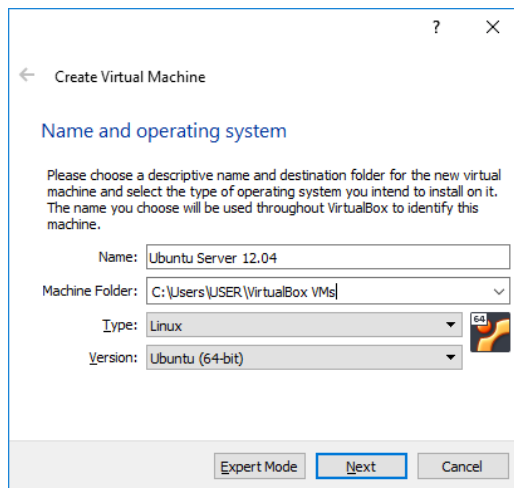 ?
Create Virtual Machine
Name and operating system
Please choose a descriptive name and destination folder for the new virtual
machine and select the type of operating system you intend to install on it.
The name you choose will be used throughout VirtualBox to identify this
machine.
Name: Ubuntu Server 12.04
Machine Folder: C:\Users\USER\VirtualBox VMs
Type: Linux
64
Version: Ubuntu (64-bit)
Expert Mode Next Cancel